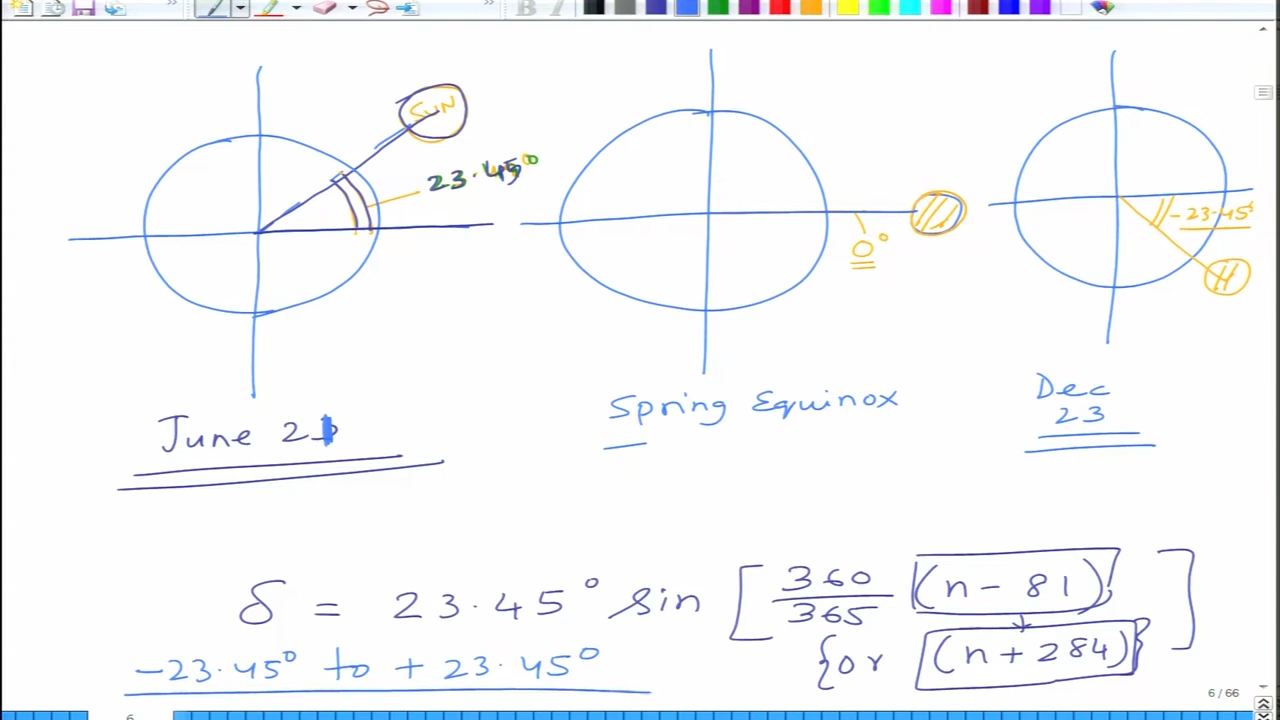 SUN
23.45°
0°
-23.45°
June 21
Spring Equinox
Dec
23
δ = 23.45° sin [ 360/365 (n - 81)
{or (n + 284)} ]
-23.45° to + 23.45°
6 / 66
6